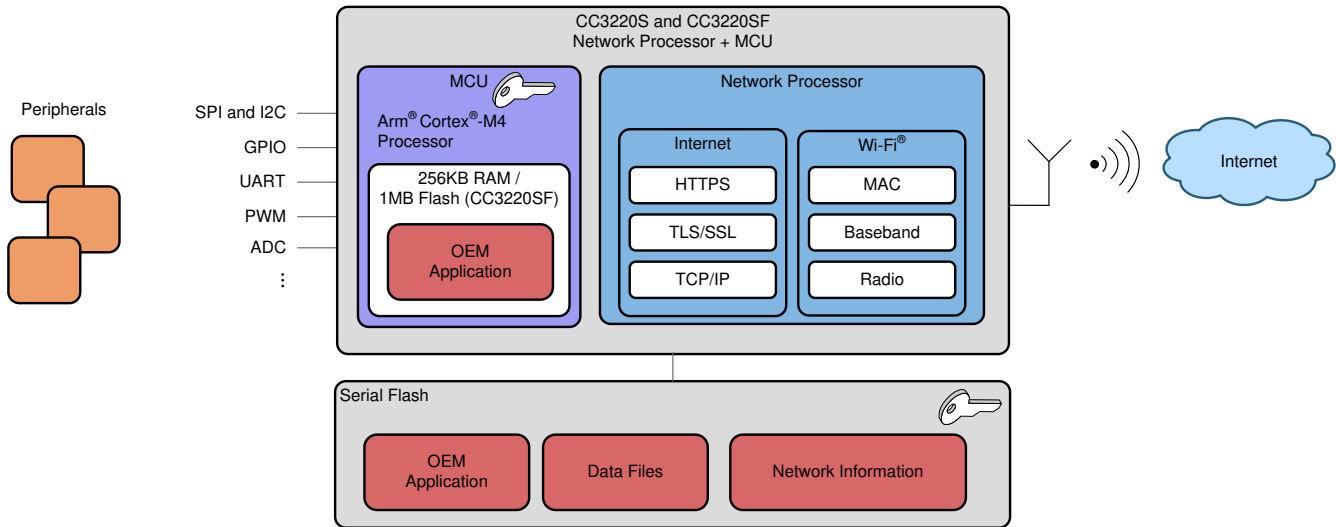 CC3220S and CC3220SF
Network Processor + MCU
Peripherals
SPI and I2C
GPIO
UART
PWM
ADC
⋮
MCU
Arm® Cortex®-M4
Processor
256KB RAM /
1MB Flash (CC3220SF)
OEM
Application
Network Processor
Internet
HTTPS
TLS/SSL
TCP/IP
Wi-Fi®
MAC
Baseband
Radio
Internet
Serial Flash
OEM
Application
Data Files
Network Information